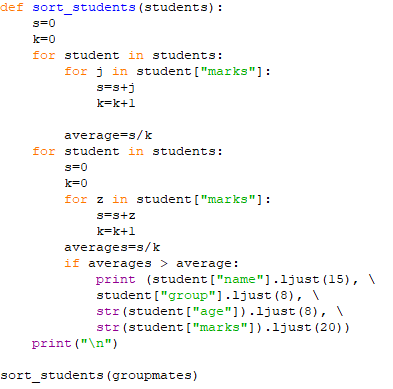 def sort_students(students):
    s=0
    k=0
    for student in students:
        for j in student["marks"]:
            s=s+j
            k=k+1

        average=s/k
    for student in students:
        s=0
        k=0
        for z in student["marks"]:
            s=s+z
            k=k+1
        averages=s/k
        if averages > average:
            print (student["name"].ljust(15), \
            student["group"].ljust(8), \
            str(student["age"]).ljust(8), \
            str(student["marks"]).ljust(20))
    print("\n")

sort_students(groupmates)